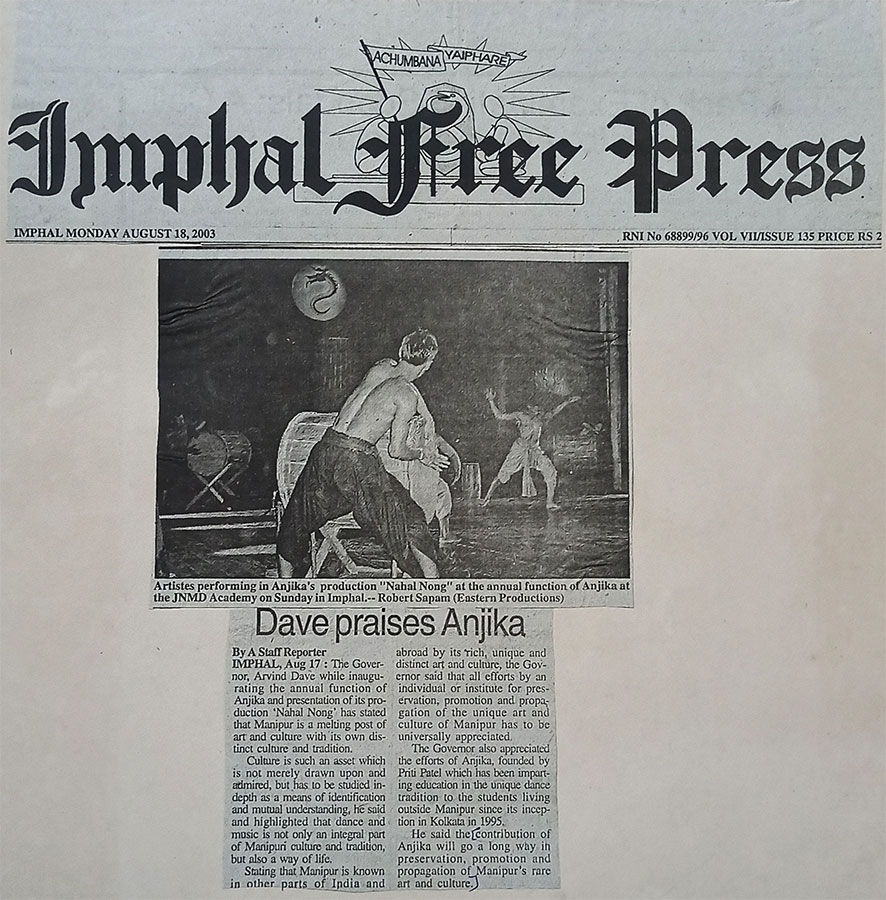 ACHUMBANA YAIPHARE
Imphal Free Press
IMPHAL MONDAY AUGUST 18, 2003
RNI No 68899/96 VOL VII/ISSUE 135 PRICE RS 2
Artistes performing in Anjika's production "Nahal Nong" at the annual function of Anjika at
the JNMD Academy on Sunday in Imphal.-- Robert Sapam (Eastern Productions)
Dave praises Anjika
By A Staff Reporter
IMPHAL, Aug 17 : The Gover-
nor, Arvind Dave while inaugu-
rating the annual function of
Anjika and presentation of its pro-
duction 'Nahal Nong' has stated
that Manipur is a melting post of
art and culture with its own dis-
tinct culture and tradition.
Culture is such an asset which
is not merely drawn upon and
admired, but has to be studied in-
depth as a means of identification
and mutual understanding, he said
and highlighted that dance and
music is not only an integral part
of Manipuri culture and tradition,
but also a way of life.
Stating that Manipur is known
in other parts of India and
abroad by its rich, unique and
distinct art and culture, the Gov-
ernor said that all efforts by an
individual or institute for pres-
ervation, promotion and propa-
gation of the unique art and
culture of Manipur has to be
universally appreciated.
The Governor also appreciated
the efforts of Anjika, founded by
Priti Patel which has been impart-
ing education in the unique dance
tradition to the students living
outside Manipur since its incep-
tion in Kolkata in 1995.
He said the [contribution of
Anjika will go a long way in
preservation, promotion and
propagation of Manipur's rare
art and culture.]